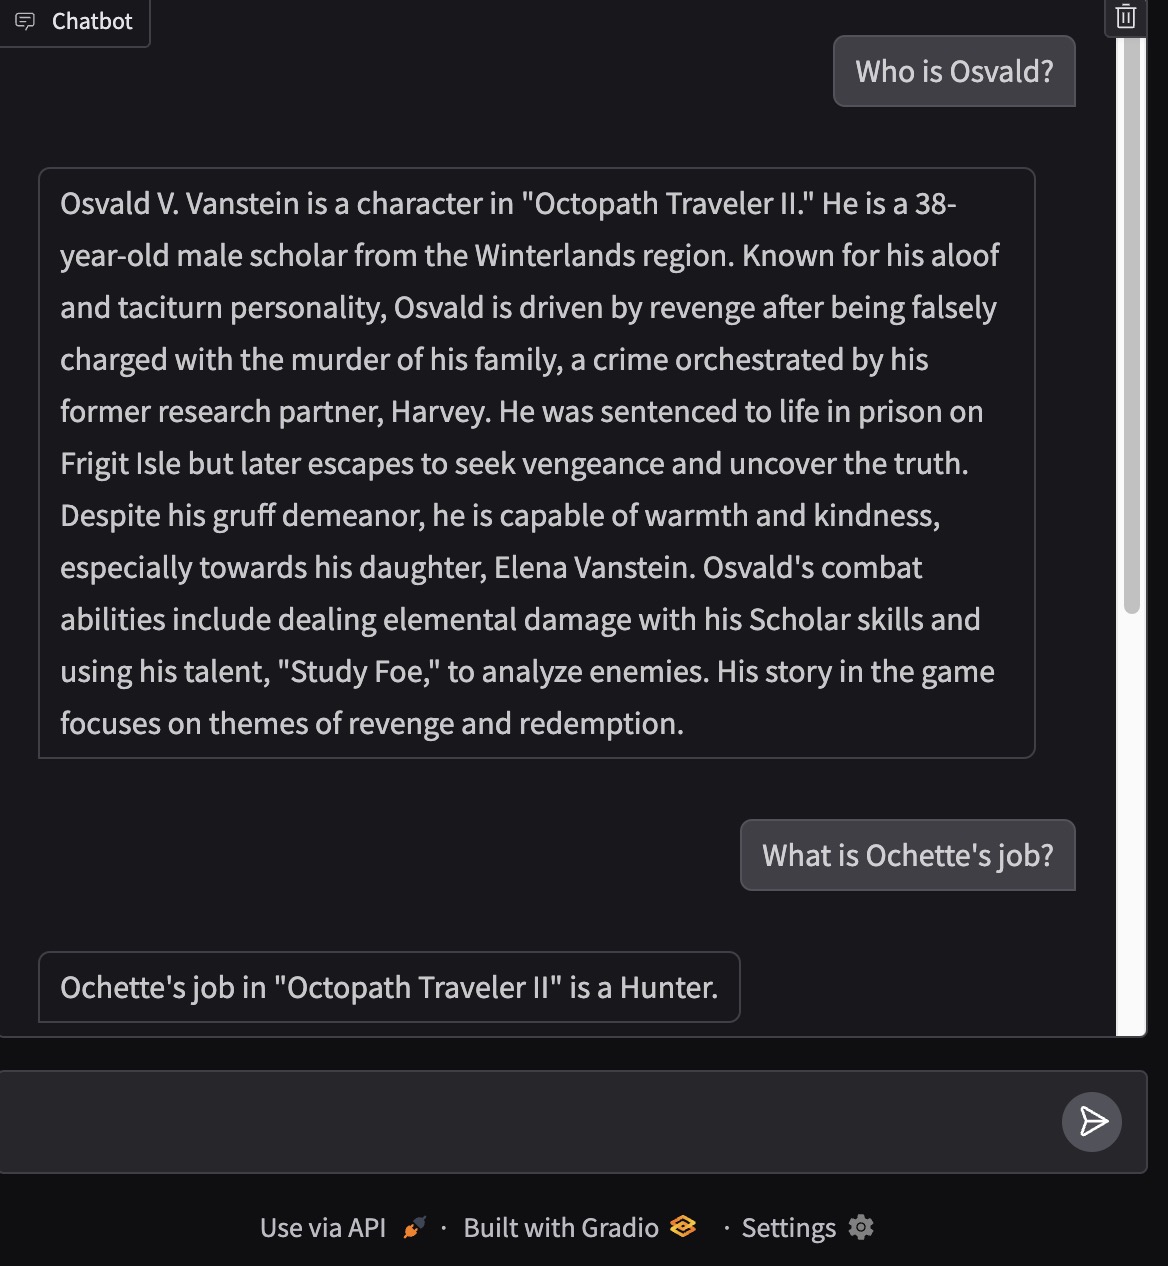 Chatbot
Who is Osvald?
Osvald V. Vanstein is a character in "Octopath Traveler II." He is a 38-
year-old male scholar from the Winterlands region. Known for his aloof
and taciturn personality, Osvald is driven by revenge after being falsely
charged with the murder of his family, a crime orchestrated by his
former research partner, Harvey. He was sentenced to life in prison on
Frigit Isle but later escapes to seek vengeance and uncover the truth.
Despite his gruff demeanor, he is capable of warmth and kindness,
especially towards his daughter, Elena Vanstein. Osvald's combat
abilities include dealing elemental damage with his Scholar skills and
using his talent, "Study Foe," to analyze enemies. His story in the game
focuses on themes of revenge and redemption.
What is Ochette's job?
Ochette's job in "Octopath Traveler II" is a Hunter.
Use via API · Built with Gradio · Settings